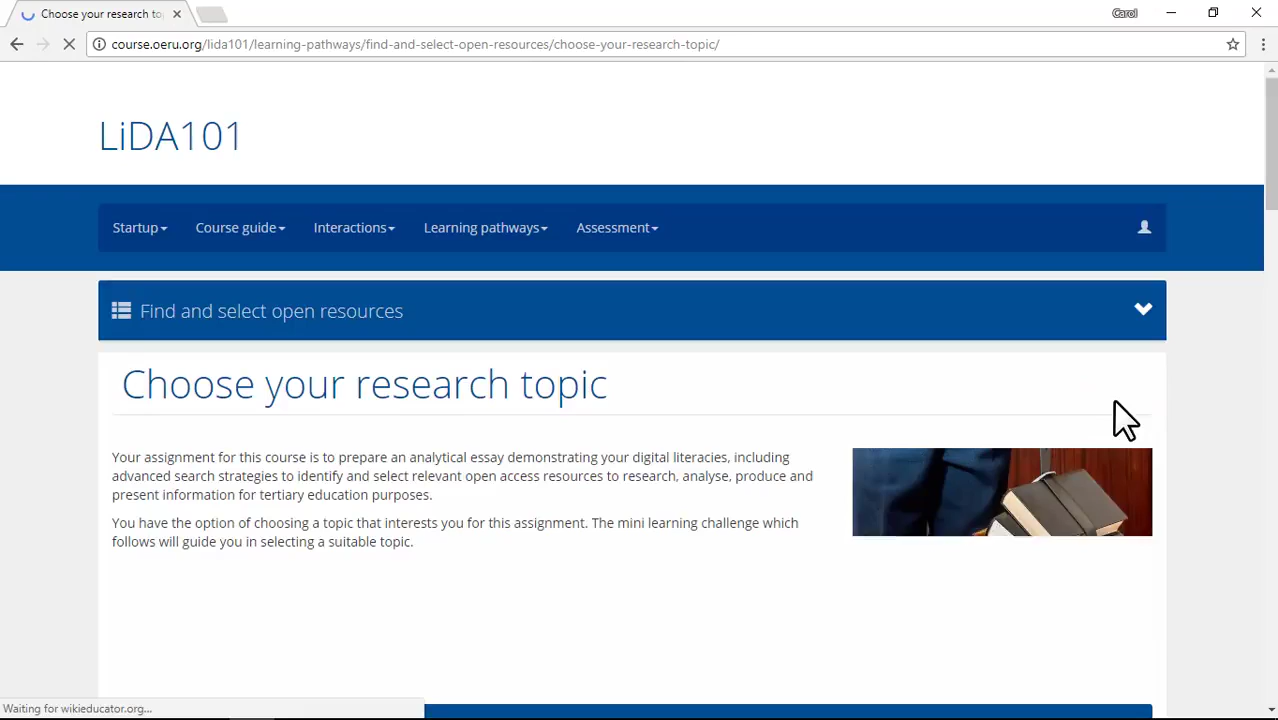 Choose your research to
Carol
course.oeru.org/lida101/learning-pathways/find-and-select-open-resources/choose-your-research-topic/
LiDA101
Startup Course guide Interactions Learning pathways Assessment
Find and select open resources
Choose your research topic
Your assignment for this course is to prepare an analytical essay demonstrating your digital literacies, including
advanced search strategies to identify and select relevant open access resources to research, analyse, produce and
present information for tertiary education purposes.
You have the option of choosing a topic that interests you for this assignment. The mini learning challenge which
follows will guide you in selecting a suitable topic.
Waiting for wikieducator.org...